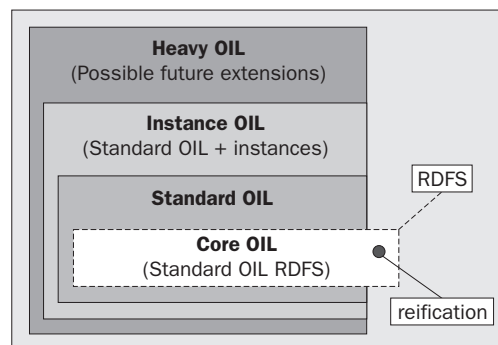 Heavy OIL
(Possible future extensions)
Instance OIL
(Standard OIL + instances)
RDFS
Standard OIL
Core OIL
(Standard OIL RDFS)
reification